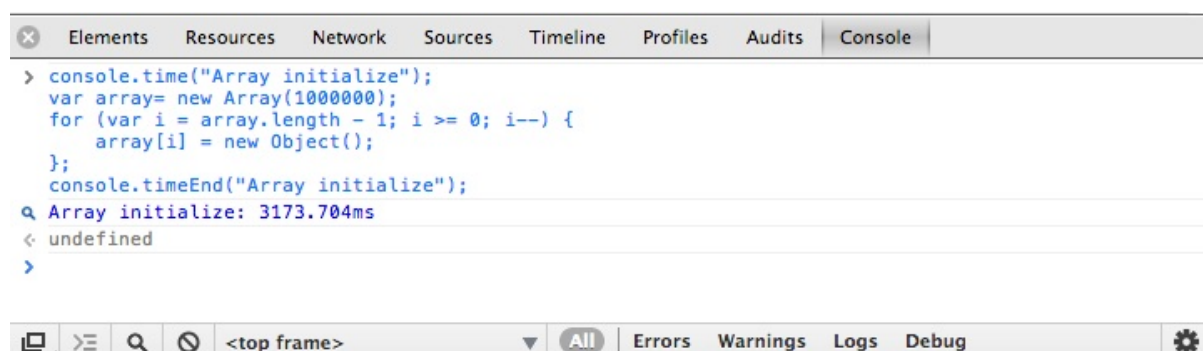 Elements Resources Network Sources Timeline Profiles Audits Console
> console.time("Array initialize");
var array= new Array(1000000);
for (var i = array.length - 1; i >= 0; i--) {
    array[i] = new Object();
};
console.timeEnd("Array initialize");
Array initialize: 3173.704ms
undefined
>
<top frame> All Errors Warnings Logs Debug